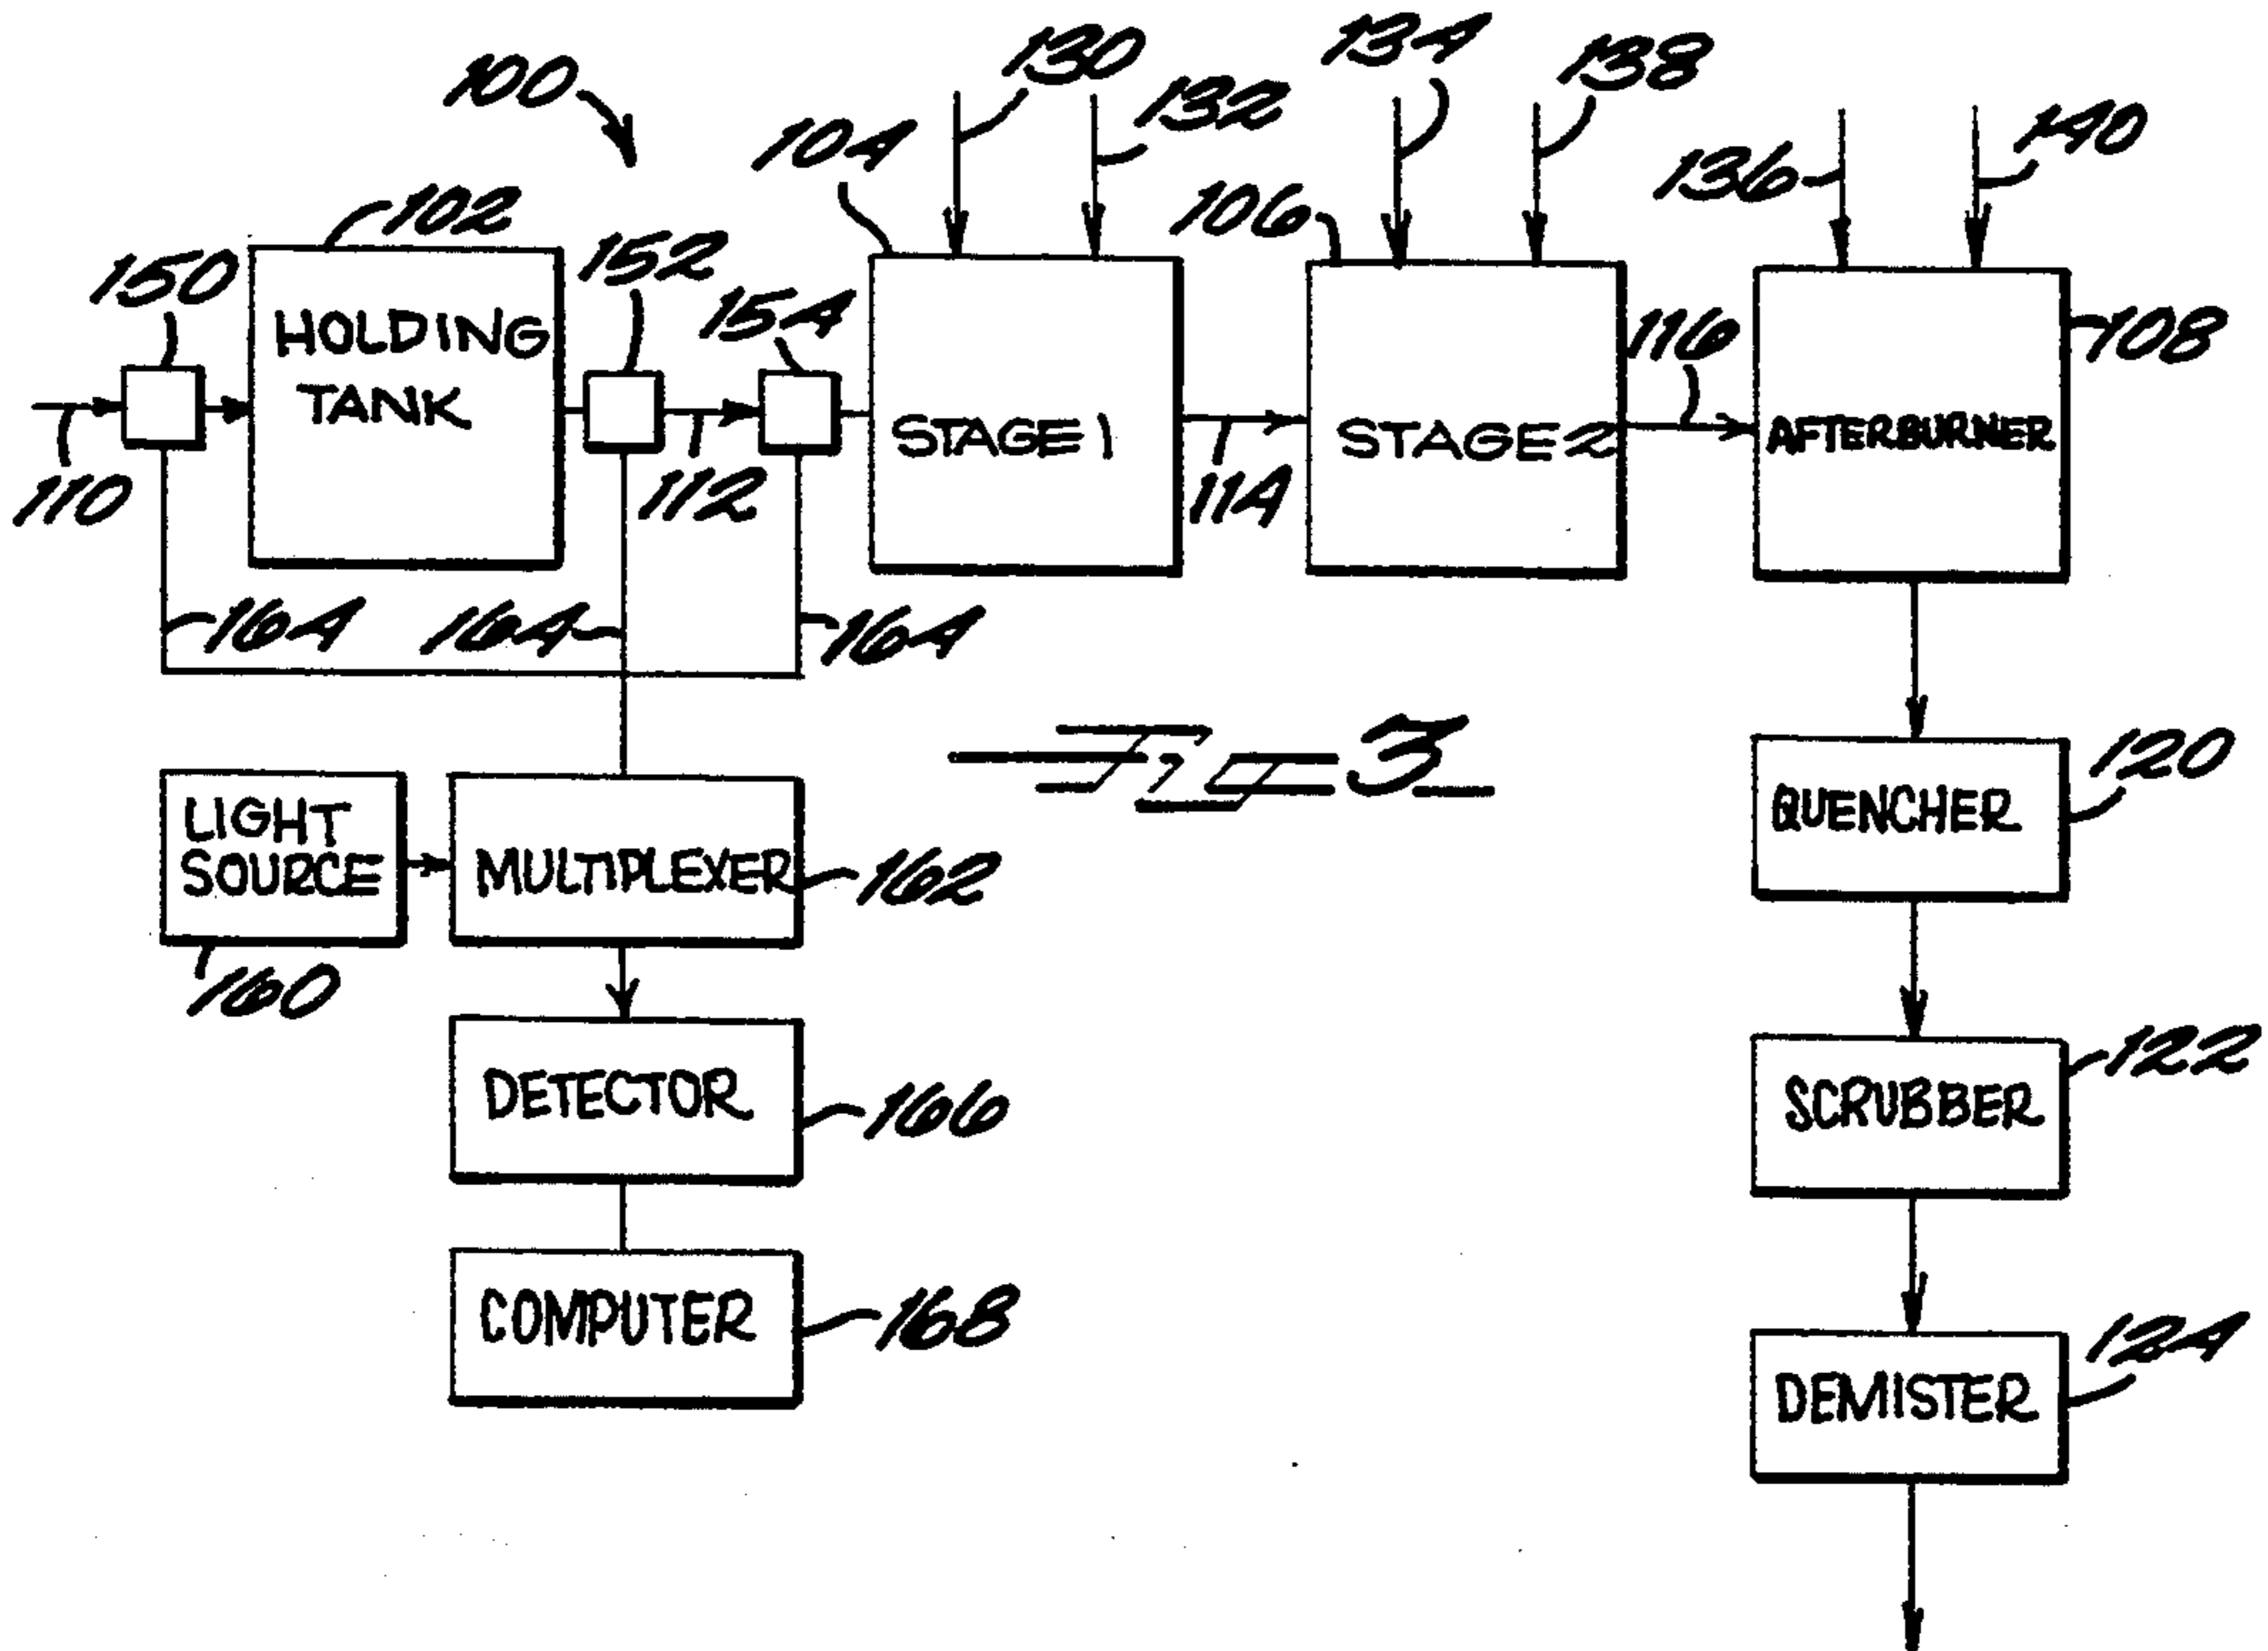 100
130
134
138
132
104
140
136
102
106
150
152
154
116
108
HOLDING
TANK
STAGE 1
STAGE 2
AFTERBURNER
110
112
114
164
164
164
Fig 3
120
LIGHT
SOURCE
MULTIPLEXER
162
QUENCHER
160
122
DETECTOR
166
SCRUBBER
COMPUTER
168
124
DEMISTER